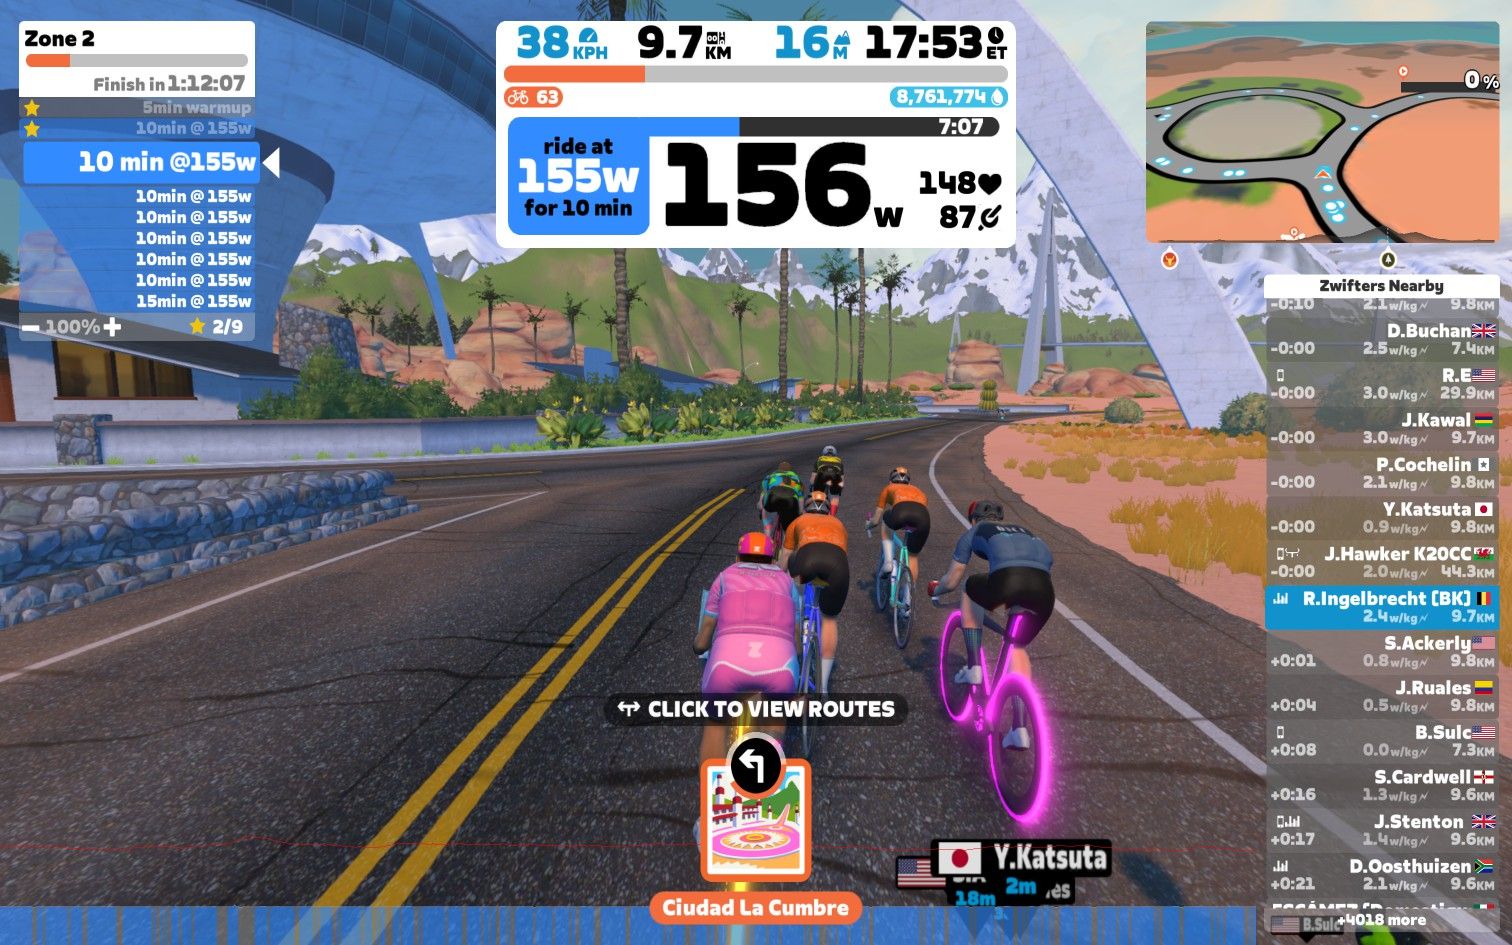 Zone 2
Finish in 1:12:07
5min warmup
10min @ 155w
10 min @155w
10min @ 155w
10min @ 155w
10min @ 155w
10min @ 155w
10min @ 155w
15min @ 155w
100%
2/9
38 KPH 9.7 KM 16 M 17:53 ET
63
8,761,774
7:07
ride at
155w
for 10 min
156 w
148
87
0 %
Zwifters Nearby
-0:10 2.1 w/kg 9.8KM
D.Buchan
-0:00 2.5 w/kg 7.4KM
R.E
-0:00 3.0 w/kg 29.9KM
J.Kawal
-0:00 3.0 w/kg 9.7KM
P.Cochelin
-0:00 2.1 w/kg 9.8KM
Y.Katsuta
-0:00 0.9 w/kg 9.8KM
J.Hawker K20CC
-0:00 2.0 w/kg 44.3KM
R.Ingelbrecht (BK)
2.4 w/kg 9.7KM
S.Ackerly
+0:01 0.8 w/kg 9.8KM
J.Ruales
+0:04 0.5 w/kg 9.8KM
B.Sulc
+0:08 0.0 w/kg 7.3KM
S.Cardwell
+0:16 1.3 w/kg 9.6KM
J.Stenton
+0:17 1.4 w/kg 9.6KM
D.Oosthuizen
+0:21 2.1 w/kg 9.6KM
B.Sulc
+4018 more
CLICK TO VIEW ROUTES
Ciudad La Cumbre
Y.Katsuta
2m
18m